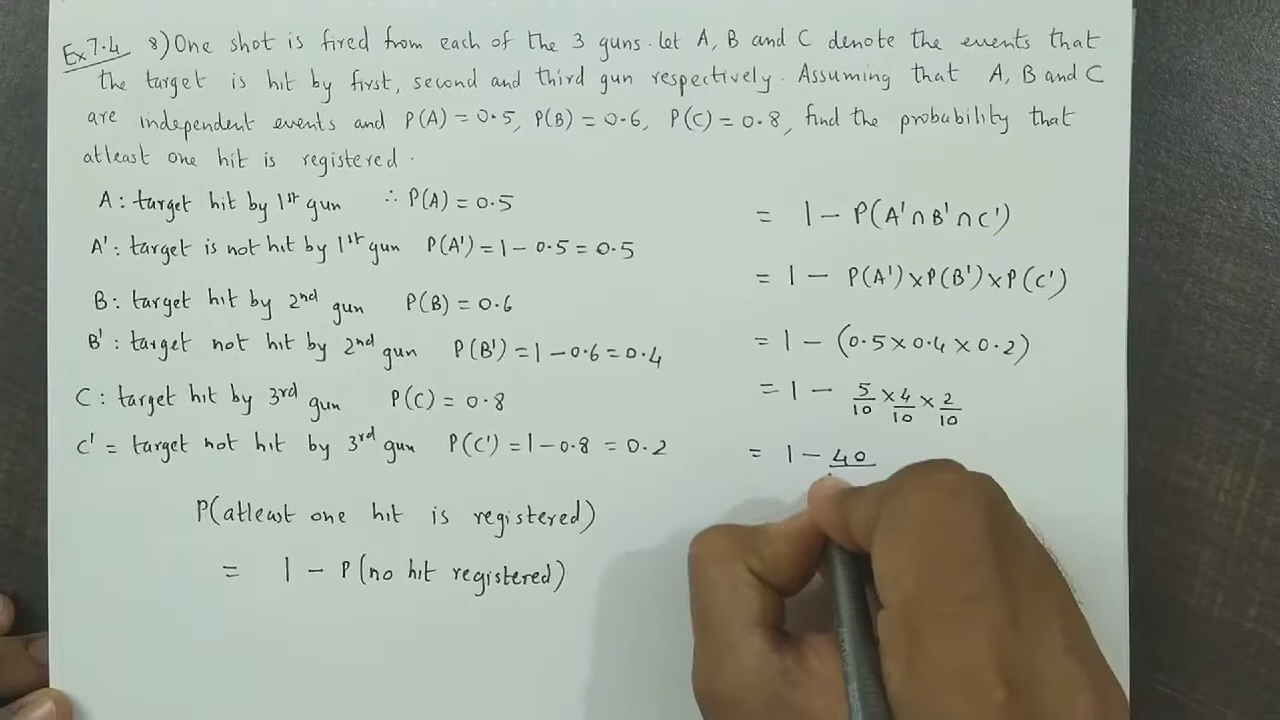 Ex 7.4 8) One shot is fired from each of the 3 guns. let A, B and C denote the events that
the target is hit by first, second and third gun respectively. Assuming that A, B and C
are independent events and P(A) = 0.5, P(B) = 0.6, P(C) = 0.8, find the probability that
atleast one hit is registered.
A : target hit by 1st gun ∴ P(A) = 0.5
A' : target is not hit by 1st gun P(A') = 1 - 0.5 = 0.5
B : target hit by 2nd gun P(B) = 0.6
B' : target not hit by 2nd gun P(B') = 1 - 0.6 = 0.4
C : target hit by 3rd gun P(C) = 0.8
C' = target not hit by 3rd gun P(C') = 1 - 0.8 = 0.2
P(atleast one hit is registered)
= 1 - P(no hit registered)
= 1 - P(A'∩B'∩C')
= 1 - P(A')×P(B')×P(C')
= 1 - (0.5×0.4×0.2)
= 1 - 5/10 × 4/10 × 2/10
= 1 - 40